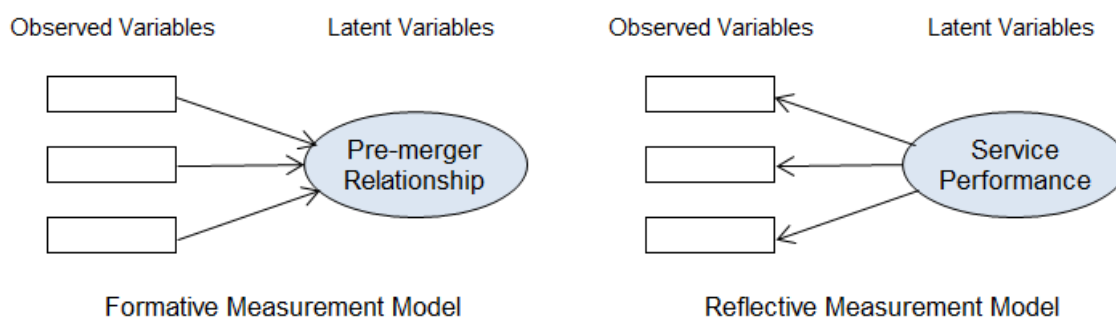 Observed Variables
Latent Variables
Observed Variables
Latent Variables
Pre-merger
Relationship
Service
Performance
Formative Measurement Model
Reflective Measurement Model